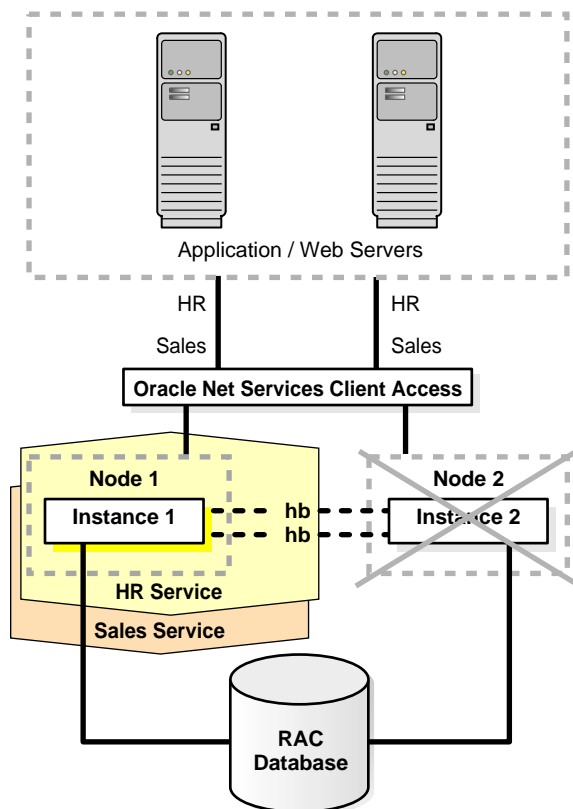 Application / Web Servers
HR
HR
Sales
Sales
Oracle Net Services Client Access
Node 1
Node 2
Instance 1
hb
Instance 2
hb
HR Service
Sales Service
RAC
Database